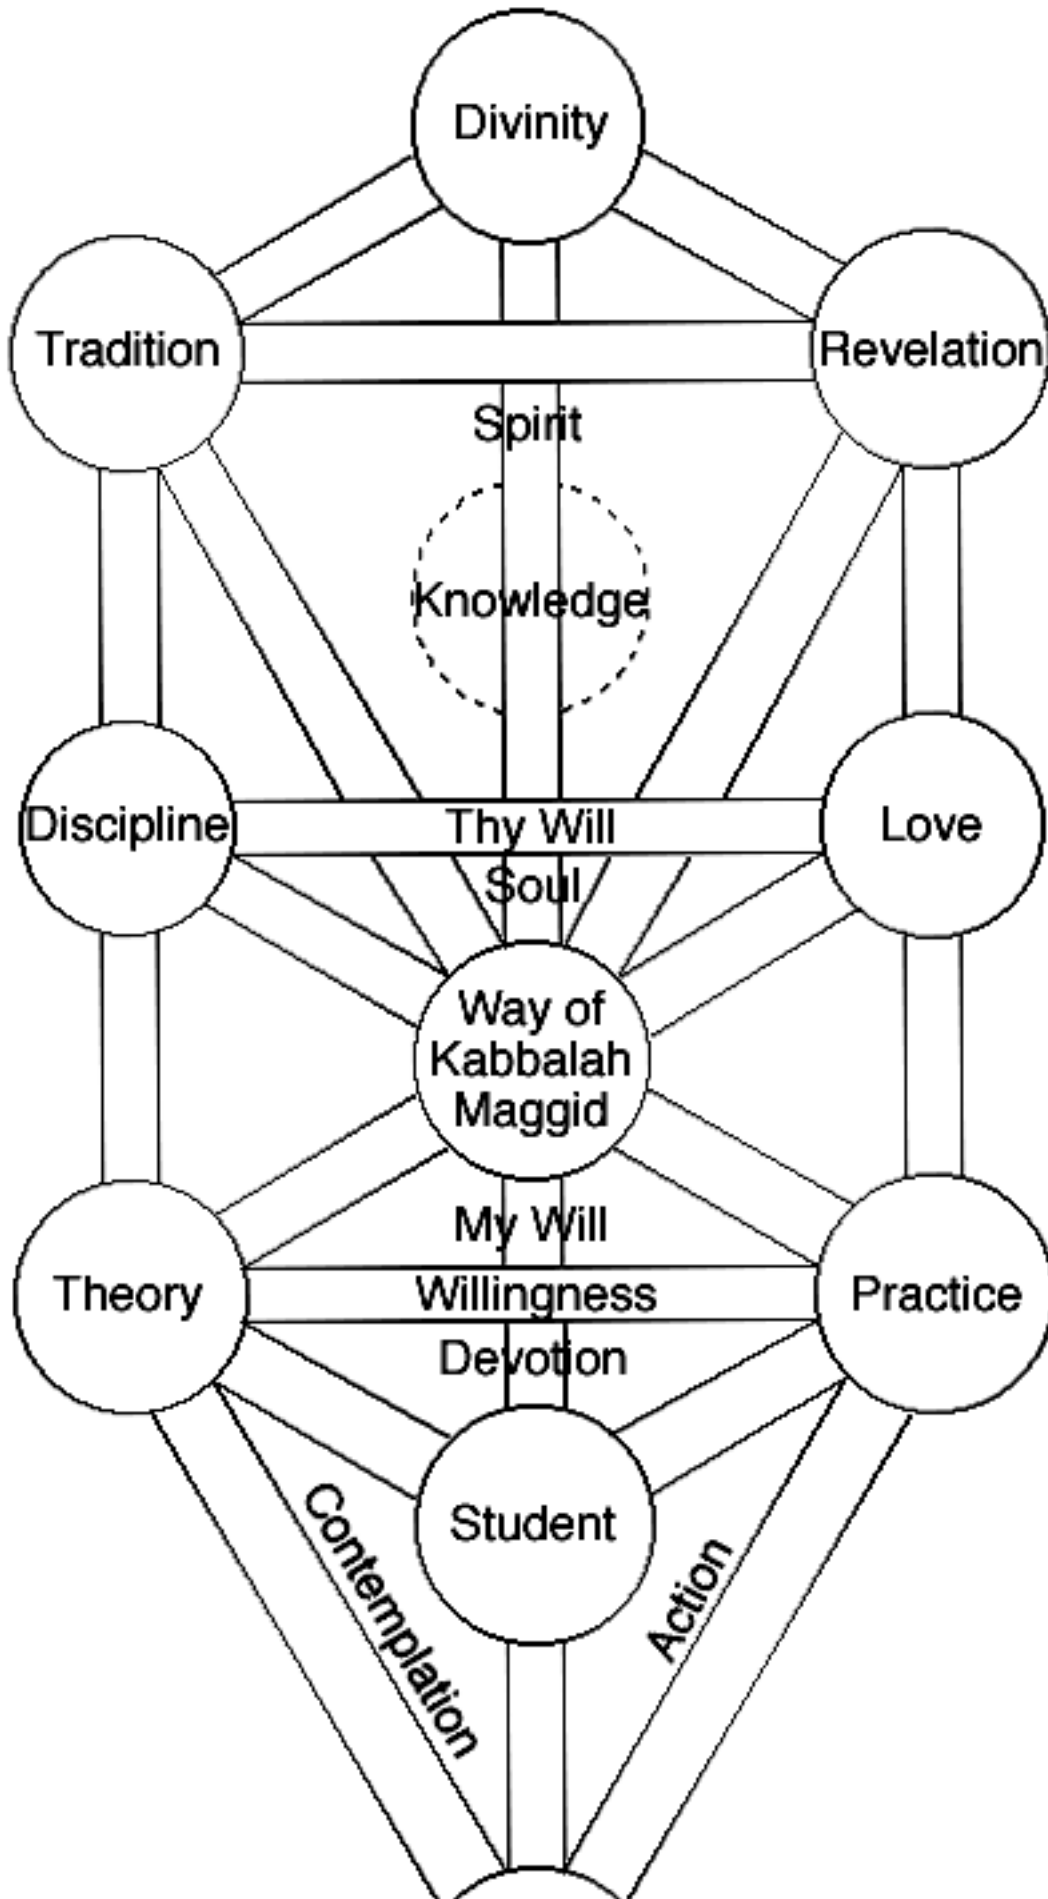 Divinity
Tradition
Revelation
Spirit
Knowledge
Discipline
Thy Will
Love
Soul
Way of
Kabbalah
Maggid
My Will
Theory
Willingness
Practice
Devotion
Student
Contemplation
Action